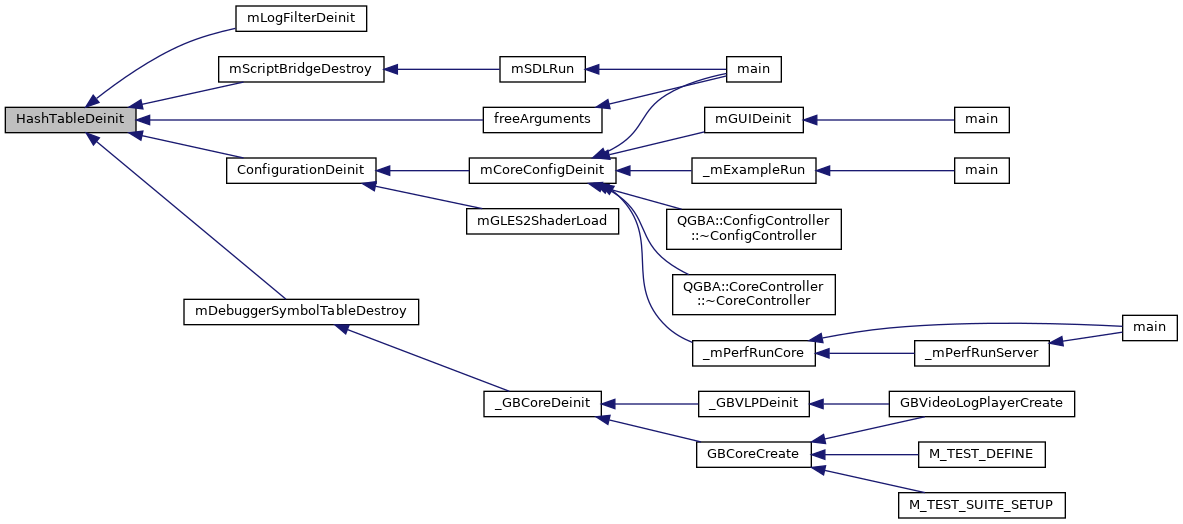 mLogFilterDeinit
mScriptBridgeDestroy
mSDLRun
main
HashTableDeinit
freeArguments
mGUIDeinit
main
ConfigurationDeinit
mCoreConfigDeinit
_mExampleRun
main
mGLES2ShaderLoad
QGBA::ConfigController
::~ConfigController
QGBA::CoreController
::~CoreController
mDebuggerSymbolTableDestroy
main
_mPerfRunCore
_mPerfRunServer
_GBCoreDeinit
_GBVLPDeinit
GBVideoLogPlayerCreate
GBCoreCreate
M_TEST_DEFINE
M_TEST_SUITE_SETUP